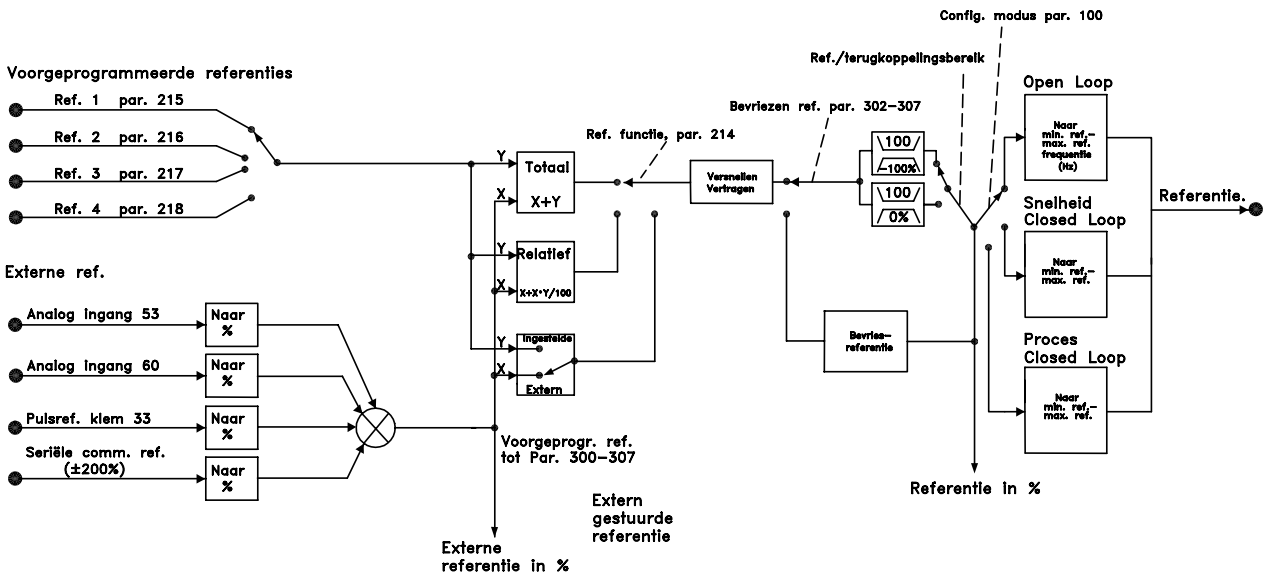 Config. modus par. 100
Ref./terugkoppelingsbereik
Voorgeprogrammeerde referenties
Open Loop
Ref. 1 par. 215
Bevriezen ref. par. 302-307
Ref. functie, par. 214
Ref. 2 par. 216
Ref. 3 par. 217
Ref. 4 par. 218
Y
Totaal
X
X+Y
Versnellen
Vertragen
100
-100%
100
0%
Naar
min. ref.-
max. ref.
frequentie
(Hz)
Referentie.
Snelheid
Closed Loop
Naar
min. ref.-
max. ref.
Externe ref.
Y
Relatief
X
X+X*Y/100
Analog ingang 53
Naar
%
Y
Ingestelde
X
Extern
Bevries-
referentie
Proces
Closed Loop
Naar
min. ref.-
max. ref.
Analog ingang 60
Naar
%
Pulsref. klem 33
Naar
%
Seriële comm. ref.
(±200%)
Naar
%
Voorgeprogr. ref.
tot Par. 300-307
Referentie in %
Extern
gestuurde
referentie
Externe
referentie in %